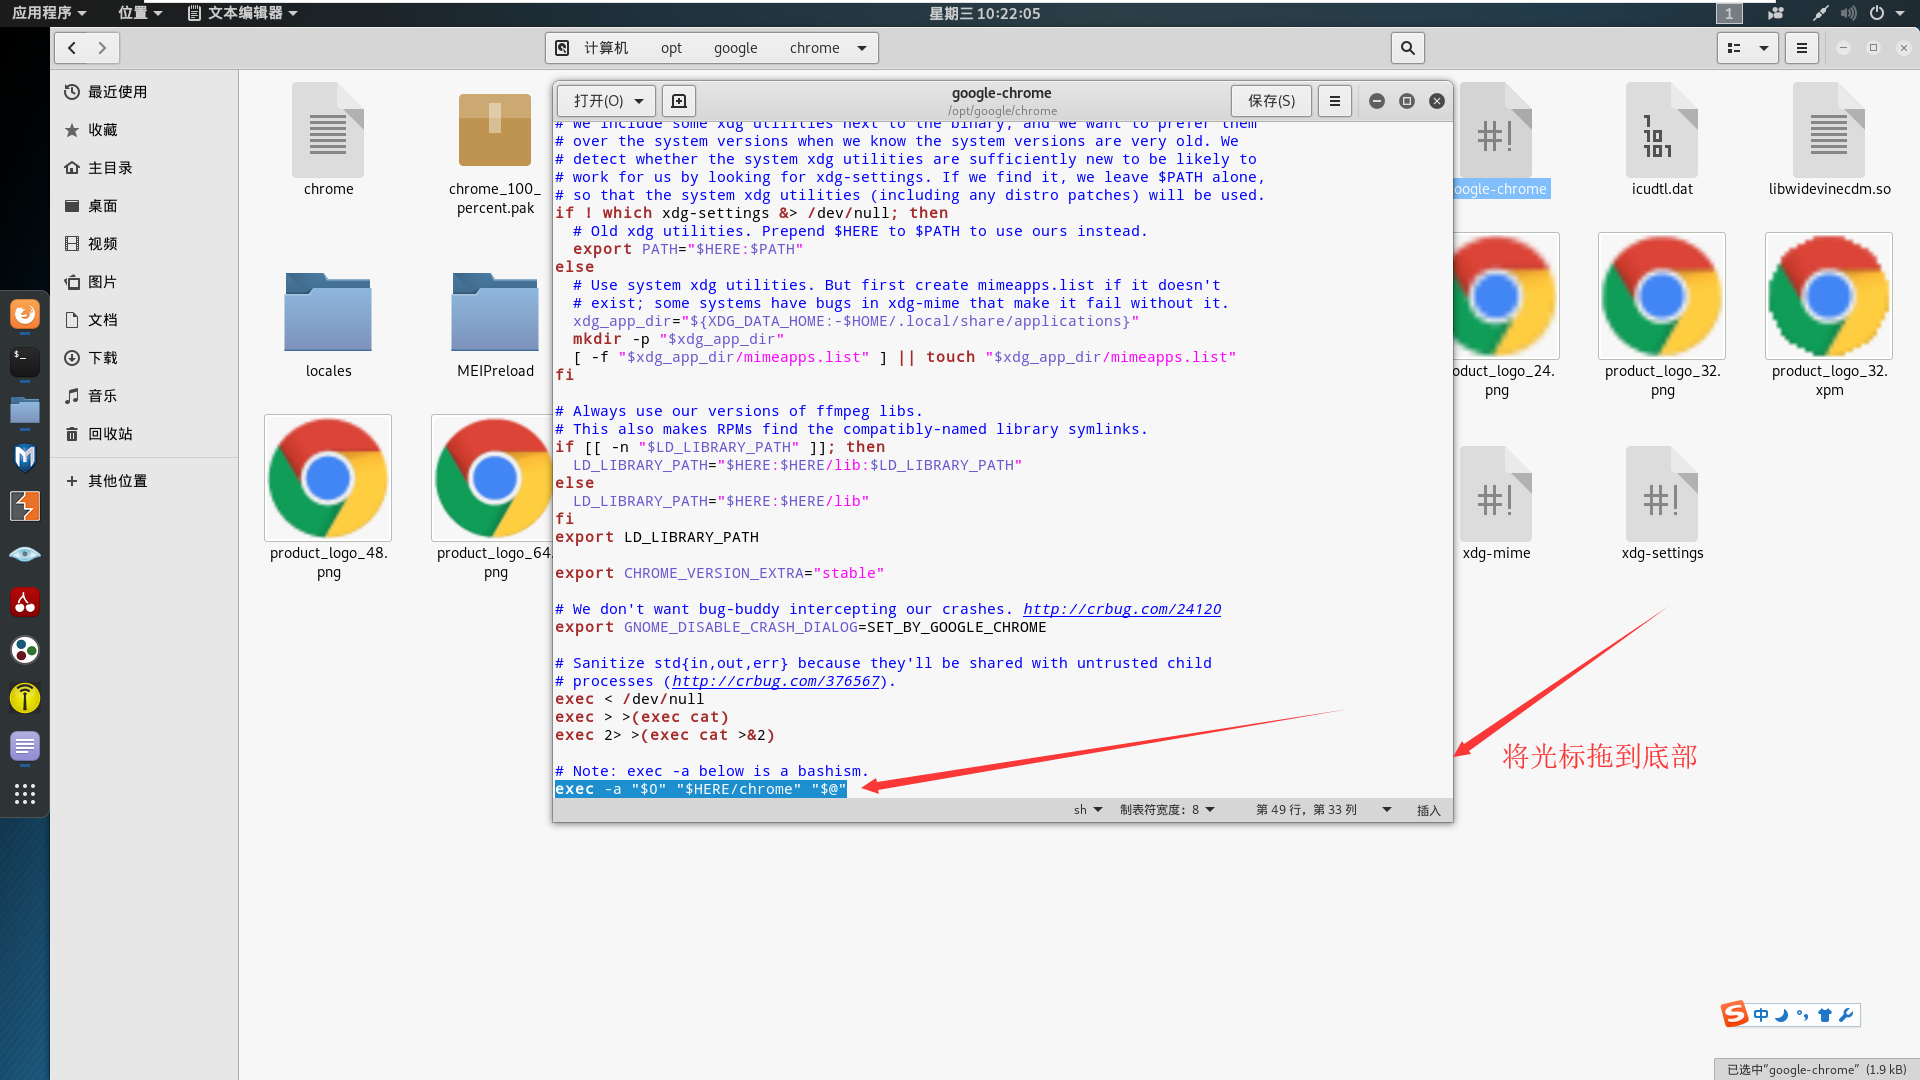 应用程序 位置 文本编辑器 星期三 10:22:05 1
计算机 opt google chrome
最近使用
收藏
主目录
桌面
视频
图片
文档
下载
音乐
回收站
其他位置
chrome
chrome_100_
percent.pak
google-chrome
icudtl.dat
libwidevinecdm.so
locales
MEIPreload
oduct_logo_24.
png
product_logo_32.
png
product_logo_32.
xpm
product_logo_48.
png
product_logo_64.
png
xdg-mime
xdg-settings
打开(O)
google-chrome
/opt/google/chrome
保存(S)
# We include some xdg utilities next to the binary, and we want to prefer them
# over the system versions when we know the system versions are very old. We
# detect whether the system xdg utilities are sufficiently new to be likely to
# work for us by looking for xdg-settings. If we find it, we leave $PATH alone,
# so that the system xdg utilities (including any distro patches) will be used.
if ! which xdg-settings &> /dev/null; then
  # Old xdg utilities. Prepend $HERE to $PATH to use ours instead.
  export PATH="$HERE:$PATH"
else
  # Use system xdg utilities. But first create mimeapps.list if it doesn't
  # exist; some systems have bugs in xdg-mime that make it fail without it.
  xdg_app_dir="${XDG_DATA_HOME:-$HOME/.local/share/applications}"
  mkdir -p "$xdg_app_dir"
  [ -f "$xdg_app_dir/mimeapps.list" ] || touch "$xdg_app_dir/mimeapps.list"
fi
# Always use our versions of ffmpeg libs.
# This also makes RPMs find the compatibly-named library symlinks.
if [[ -n "$LD_LIBRARY_PATH" ]]; then
  LD_LIBRARY_PATH="$HERE:$HERE/lib:$LD_LIBRARY_PATH"
else
  LD_LIBRARY_PATH="$HERE:$HERE/lib"
fi
export LD_LIBRARY_PATH
export CHROME_VERSION_EXTRA="stable"
# We don't want bug-buddy intercepting our crashes. http://crbug.com/24120
export GNOME_DISABLE_CRASH_DIALOG=SET_BY_GOOGLE_CHROME
# Sanitize std{in,out,err} because they'll be shared with untrusted child
# processes (http://crbug.com/376567).
exec < /dev/null
exec > >(exec cat)
exec 2> >(exec cat >&2)
# Note: exec -a below is a bashism.
exec -a "$0" "$HERE/chrome" "$@"
sh 制表符宽度: 8 第 49 行，第 33 列 插入
将光标拖到底部
中
已选中“google-chrome” (1.9 kB)